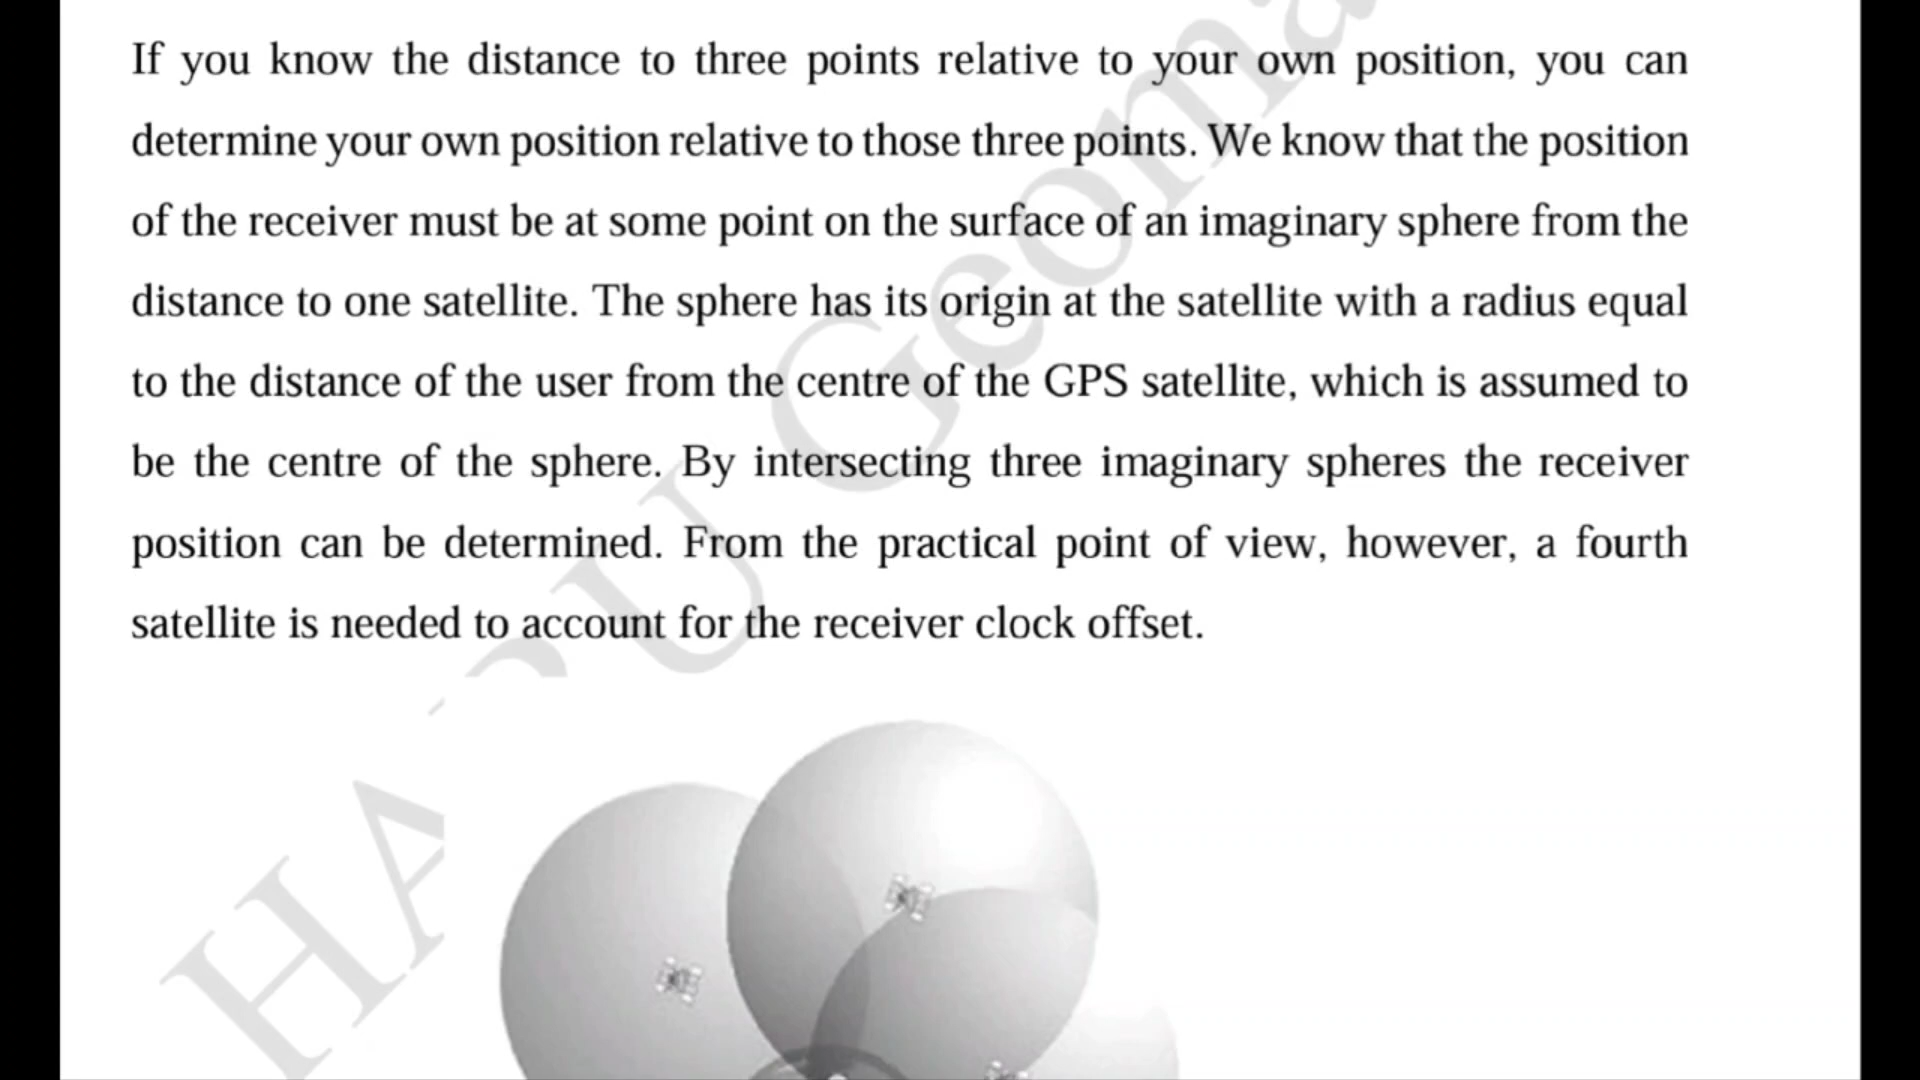 If you know the distance to three points relative to your own position, you can
determine your own position relative to those three points. We know that the position
of the receiver must be at some point on the surface of an imaginary sphere from the
distance to one satellite. The sphere has its origin at the satellite with a radius equal
to the distance of the user from the centre of the GPS satellite, which is assumed to
be the centre of the sphere. By intersecting three imaginary spheres the receiver
position can be determined. From the practical point of view, however, a fourth
satellite is needed to account for the receiver clock offset.